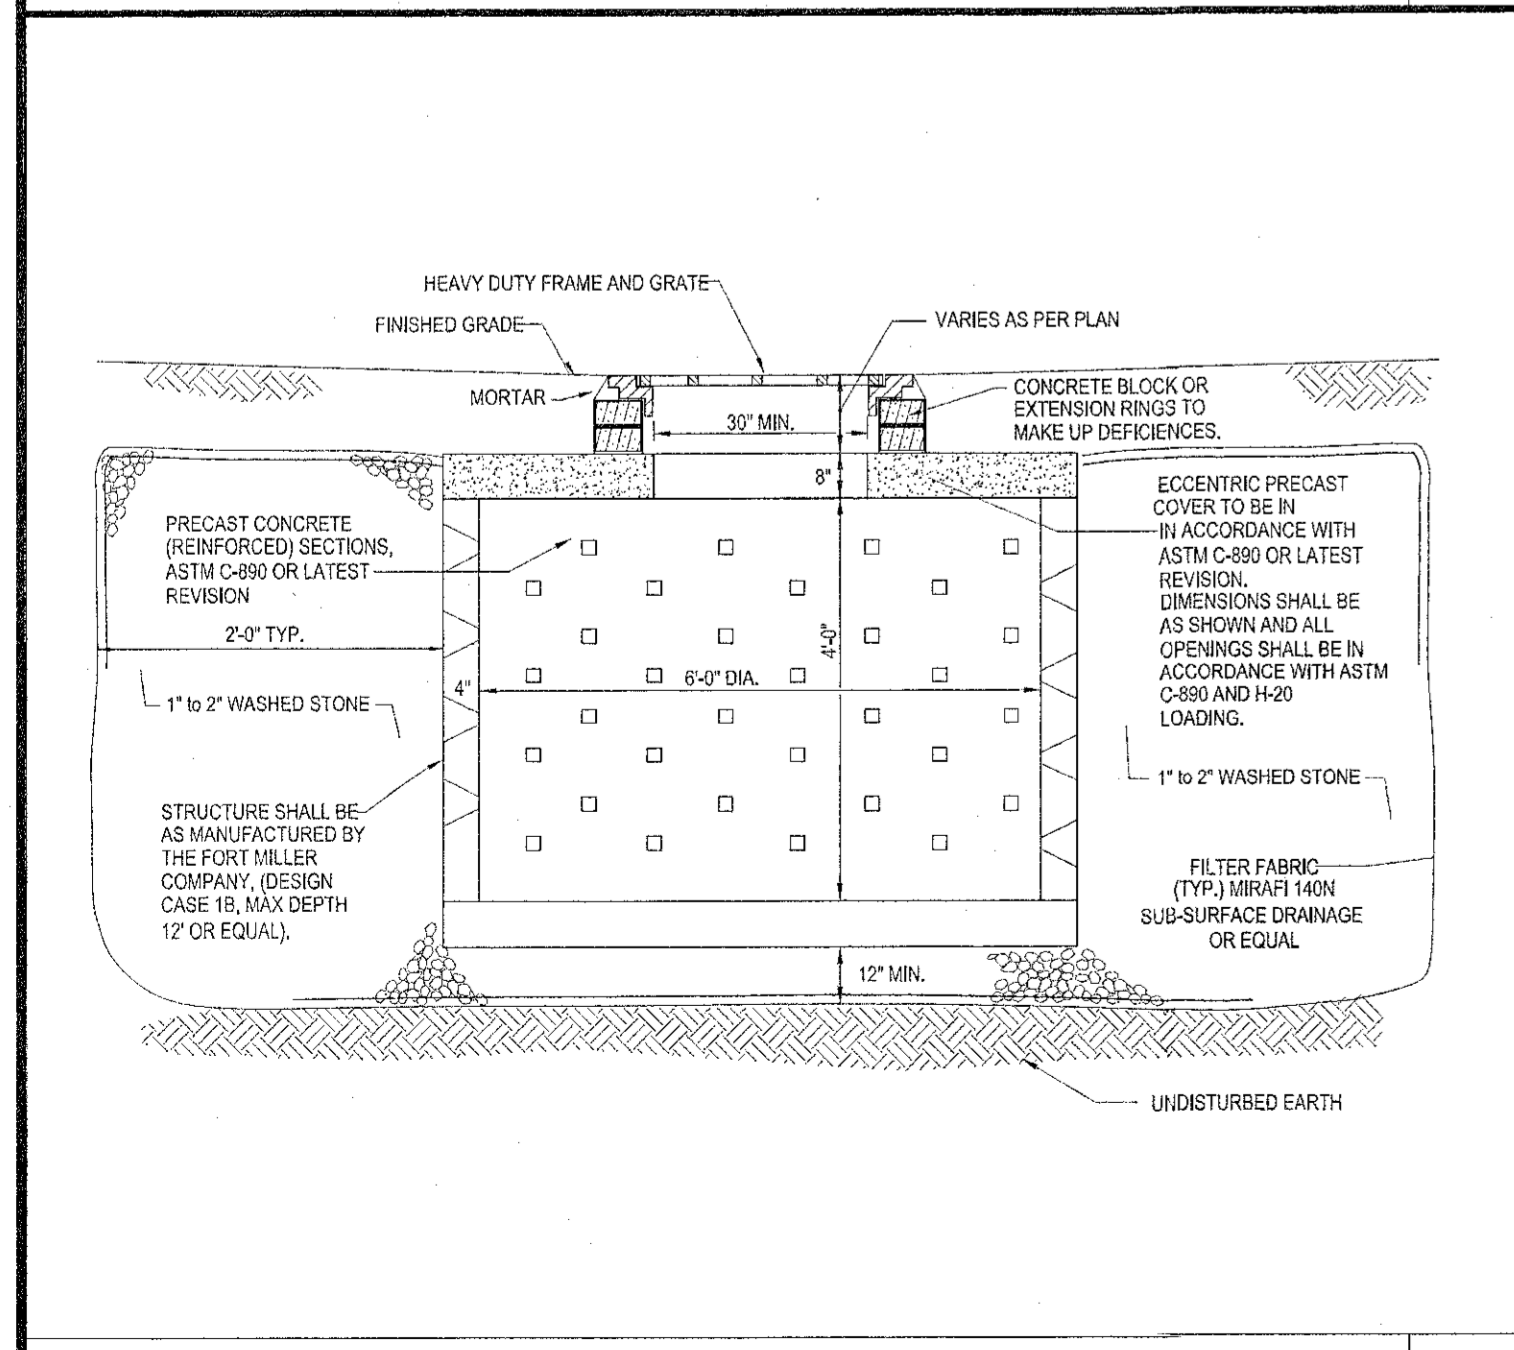 HEAVY DUTY FRAME AND GRATE
FINISHED GRADE
VARIES AS PER PLAN
MORTAR
30" MIN.
CONCRETE BLOCK OR
EXTENSION RINGS TO
MAKE UP DEFICIENCES.
8"
PRECAST CONCRETE
(REINFORCED) SECTIONS,
ASTM C-890 OR LATEST
REVISION
ECCENTRIC PRECAST
COVER TO BE IN
IN ACCORDANCE WITH
ASTM C-890 OR LATEST
REVISION.
DIMENSIONS SHALL BE
AS SHOWN AND ALL
OPENINGS SHALL BE IN
ACCORDANCE WITH ASTM
C-890 AND H-20
LOADING.
2'-0" TYP.
4'-0"
4"
6'-0" DIA.
1" to 2" WASHED STONE
1" to 2" WASHED STONE
STRUCTURE SHALL BE
AS MANUFACTURED BY
THE FORT MILLER
COMPANY, (DESIGN
CASE 1B, MAX DEPTH
12' OR EQUAL).
FILTER FABRIC
(TYP.) MIRAFI 140N
SUB-SURFACE DRAINAGE
OR EQUAL
12" MIN.
UNDISTURBED EARTH